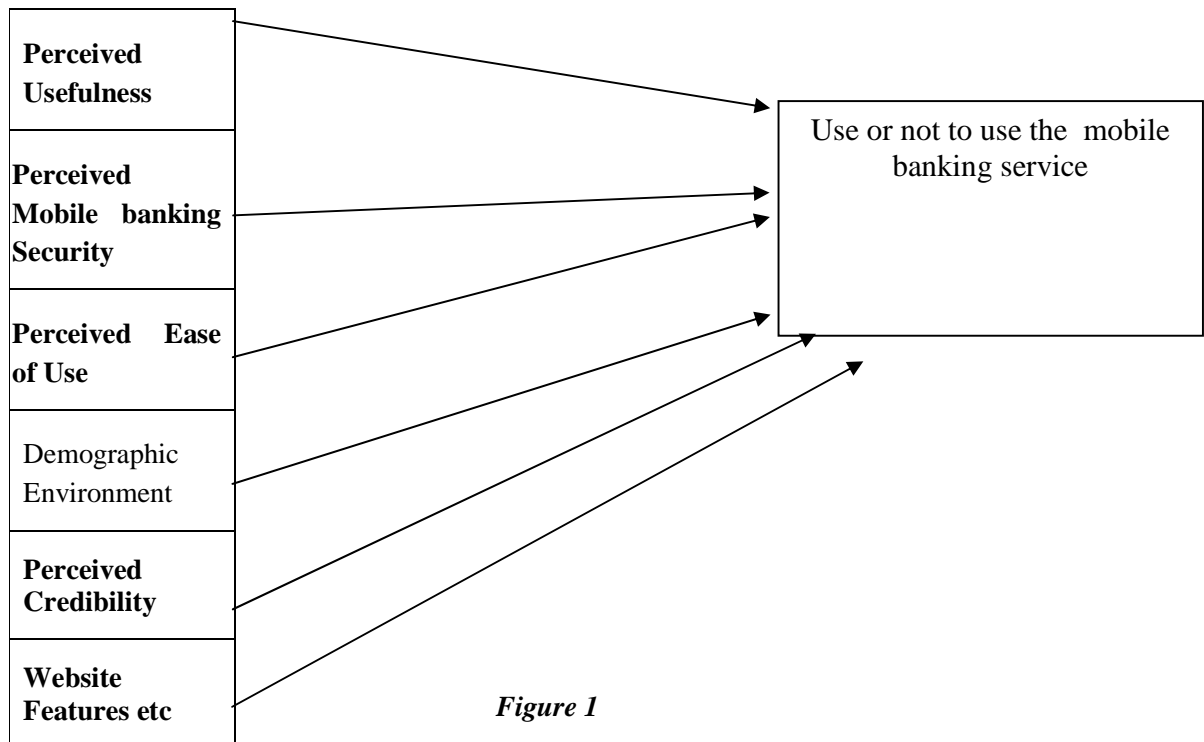 Perceived
Usefulness
Perceived
Mobile banking
Security
Perceived Ease
of Use
Demographic
Environment
Perceived
Credibility
Website
Features etc
Use or not to use the mobile
banking service
Figure 1